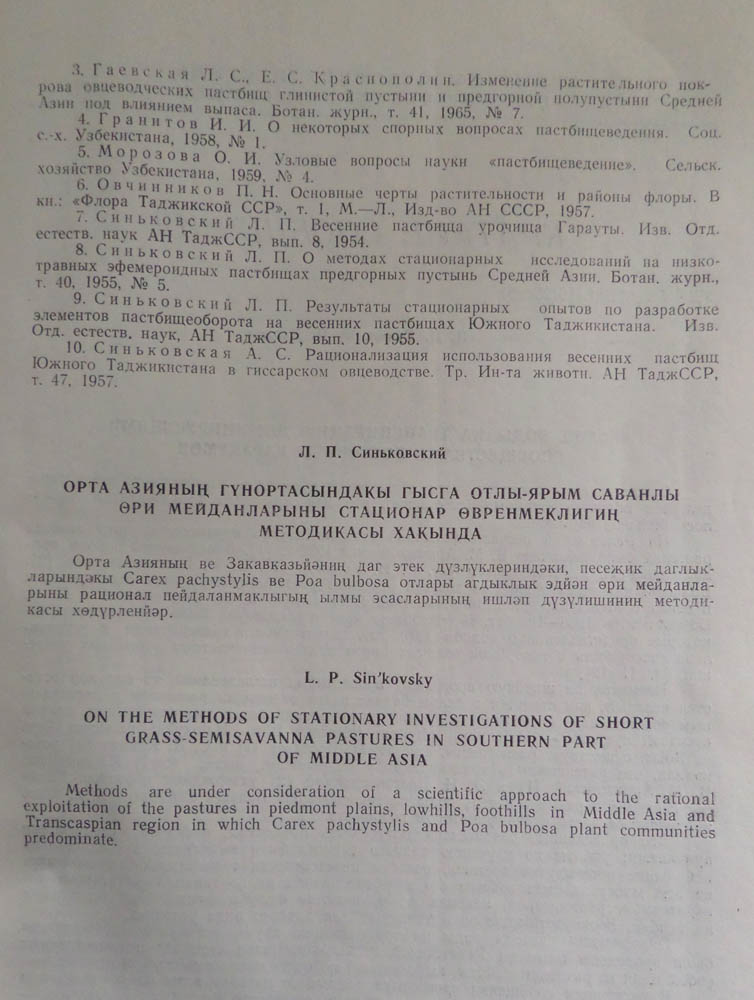 3. Гаевская Л. С., Е. С. Краснополин. Изменение растительного пок-
рова овцеводческих пастбищ глинистой пустыни и предгорной полупустыни Средней
Азии под влиянием выпаса. Ботан. журн., т. 41, 1965, № 7.
4. Гранитов И. И. О некоторых спорных вопросах пастбищеведения. Соц.
с.-х. Узбекистана, 1958, № 1.
5. Морозова О. И. Узловые вопросы науки «пастбищеведение». Сельск.
хозяйство Узбекистана, 1959, № 4.
6. Овчинников П. Н. Основные черты растительности и районы флоры. В
кн.: «Флора Таджикской ССР», т. 1, М.—Л., Изд-во АН СССР, 1957.
7. Синьковский Л. П. Весенние пастбища урочища Гарауты. Изв. Отд.
естеств. наук АН ТаджССР, вып. 8, 1954.
8. Синьковский Л. П. О методах стационарных исследований на низко-
травных эфемероидных пастбищах предгорных пустынь Средней Азии. Ботан. журн.,
т. 40, 1955, № 5.
9. Синьковский Л. П. Результаты стационарных опытов по разработке
элементов пастбищеоборота на весенних пастбищах Южного Таджикистана. Изв.
Отд. естеств. наук, АН ТаджССР, вып. 10, 1955.
10. Синьковская А. С. Рационализация использования весенних пастбищ
Южного Таджикистана в гиссарском овцеводстве. Тр. Ин-та животн. АН ТаджССР,
т. 47, 1957.
Л. П. Синьковский
ОРТА АЗИЯНЫҢ ГҮНОРТАСЫНДАКЫ ГЫСГА ОТЛЫ-ЯРЫМ САВАНЛЫ
ӨРИ МЕЙДАНЛАРЫНЫ СТАЦИОНАР ӨВРЕНМЕКЛИГИҢ
МЕТОДИКАСЫ ХАКЫНДА
Орта Азияның ве Закавказьйәниң даг этек дүзлүклериндәки, песеҗик даглык-
ларындәкы Carex pachystylis ве Poa bulbosa отлары агдыклык эдйән өри мейданла-
рыны рационал пейдаланмаклыгың ылмы эсасларының ишләп дүзүлишиниң методи-
касы хөдүрленйәр.
L. P. Sin'kovsky
ON THE METHODS OF STATIONARY INVESTIGATIONS OF SHORT
GRASS-SEMISAVANNA PASTURES IN SOUTHERN PART
OF MIDDLE ASIA
Methods are under consideration of a scientific approach to the rational
exploitation of the pastures in piedmont plains, lowhills, foothills in Middle Asia and
Transcaspian region in which Carex pachystylis and Poa bulbosa plant communities
predominate.